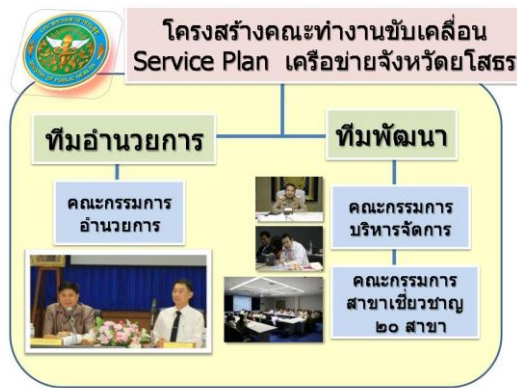 โครงสร้างคณะทำงานขับเคลื่อน
Service Plan เครือข่ายจังหวัดยโสธร
ทีมอำนวยการ
ทีมพัฒนา
คณะกรรมการ
อำนวยการ
คณะกรรมการ
บริหารจัดการ
คณะกรรมการ
สาขาเชี่ยวชาญ
๒๐ สาขา
MINISTRY OF PUBLIC HEALTH